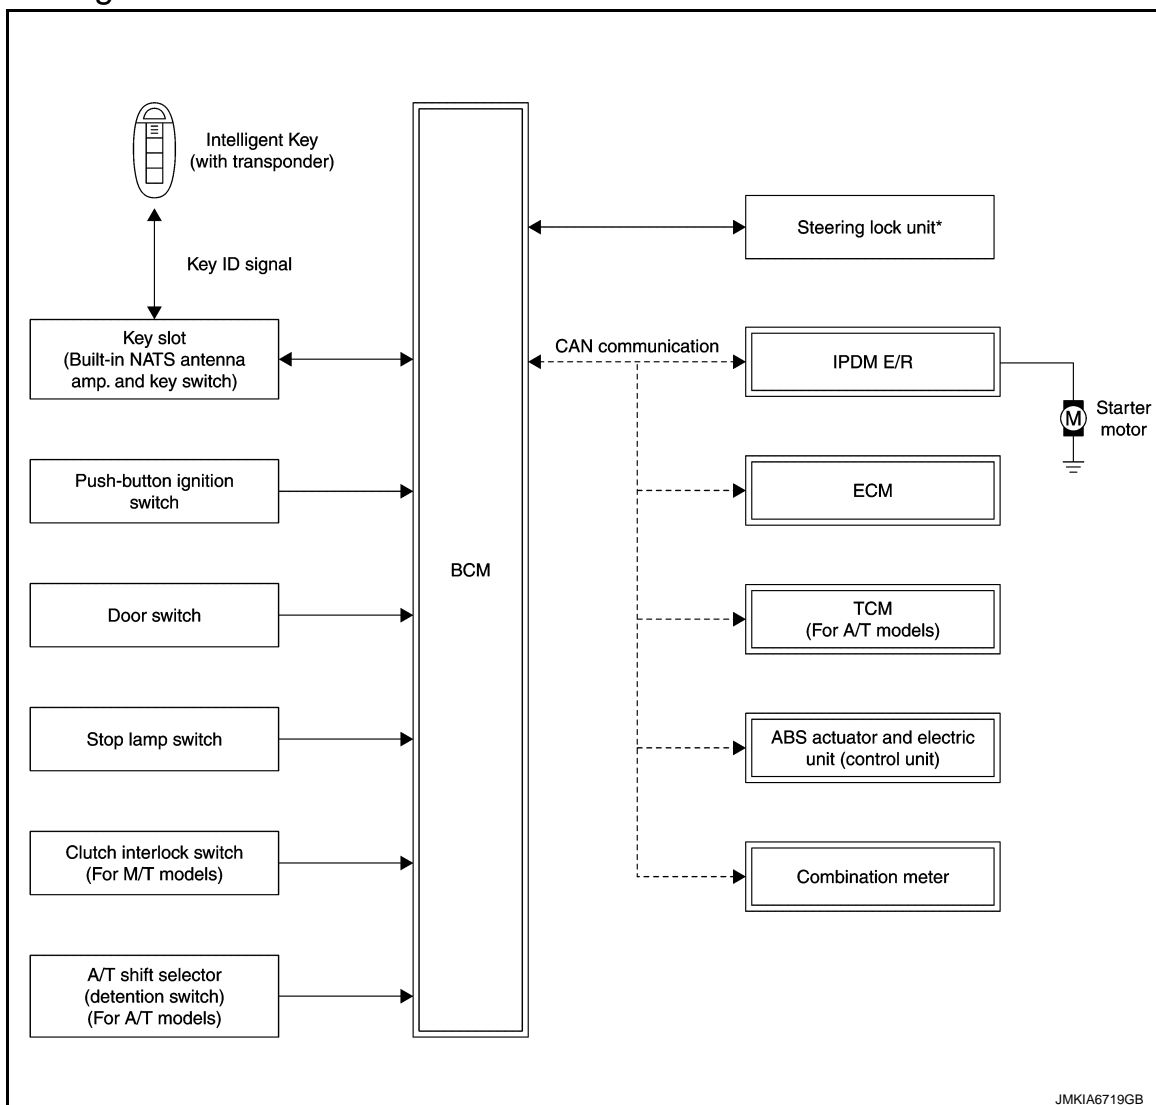 Intelligent Key
(with transponder)
Key ID signal
Key slot
(Built-in NATS antenna
amp. and key switch)
Push-button ignition
switch
Door switch
Stop lamp switch
Clutch interlock switch
(For M/T models)
A/T shift selector
(detention switch)
(For A/T models)
BCM
Steering lock unit*
CAN communication
IPDM E/R
M
Starter
motor
ECM
TCM
(For A/T models)
ABS actuator and electric
unit (control unit)
Combination meter
JMKIA6719GB